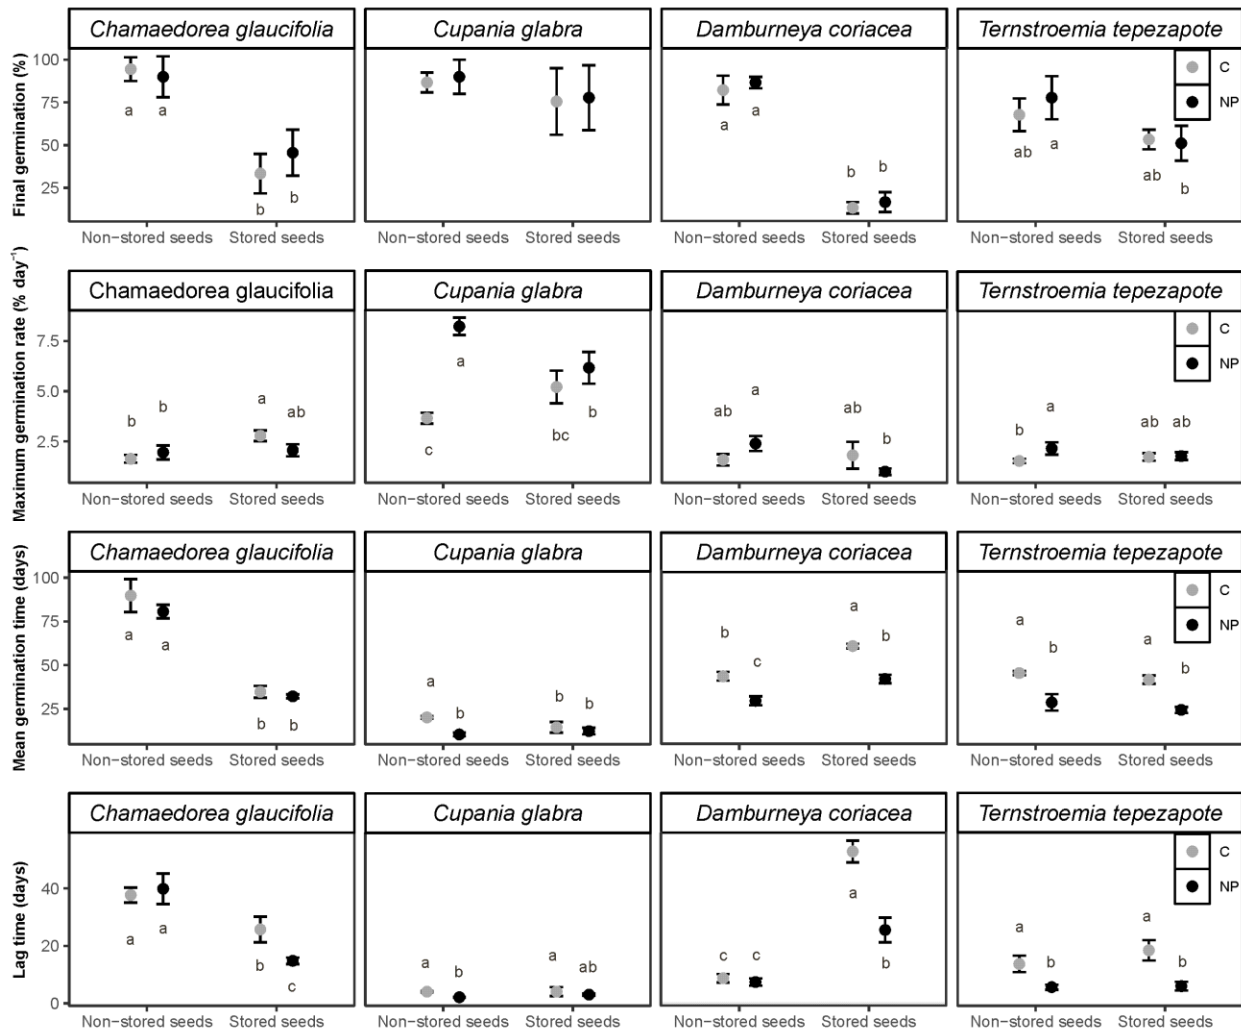 Chamaedorea glaucifolia Cupania glabra Damburneya coriacea Ternstroemia tepezapote
Final germination (%)
100
75
50
25
a a b b
a a b b
ab a ab b
C
NP
Non-stored seeds Stored seeds Non-stored seeds Stored seeds Non-stored seeds Stored seeds Non-stored seeds Stored seeds
Chamaedorea glaucifolia Cupania glabra Damburneya coriacea Ternstroemia tepezapote
Maximum germination rate (% day⁻¹)
7.5
5.0
2.5
b b a ab
c a bc b
ab a ab b
b a ab ab
C
NP
Non-stored seeds Stored seeds Non-stored seeds Stored seeds Non-stored seeds Stored seeds Non-stored seeds Stored seeds
Chamaedorea glaucifolia Cupania glabra Damburneya coriacea Ternstroemia tepezapote
Mean germination time (days)
100
75
50
25
a a b b
a b b b
b c a b
a b a b
C
NP
Non-stored seeds Stored seeds Non-stored seeds Stored seeds Non-stored seeds Stored seeds Non-stored seeds Stored seeds
Chamaedorea glaucifolia Cupania glabra Damburneya coriacea Ternstroemia tepezapote
Lag time (days)
40
20
0
a a b c
a b a ab
c c a b
a b a b
C
NP
Non-stored seeds Stored seeds Non-stored seeds Stored seeds Non-stored seeds Stored seeds Non-stored seeds Stored seeds